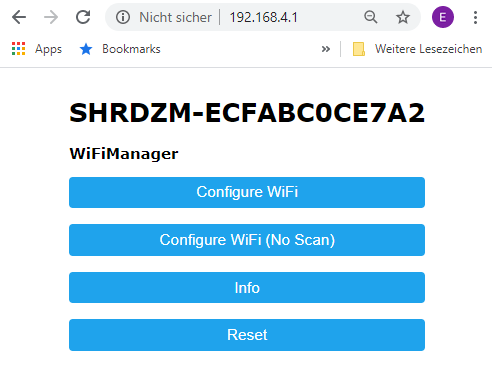 Nicht sicher | 192.168.4.1
E
Apps Bookmarks » Weitere Lesezeichen
SHRDZM-ECFABC0CE7A2
WiFiManager
Configure WiFi
Configure WiFi (No Scan)
Info
Reset